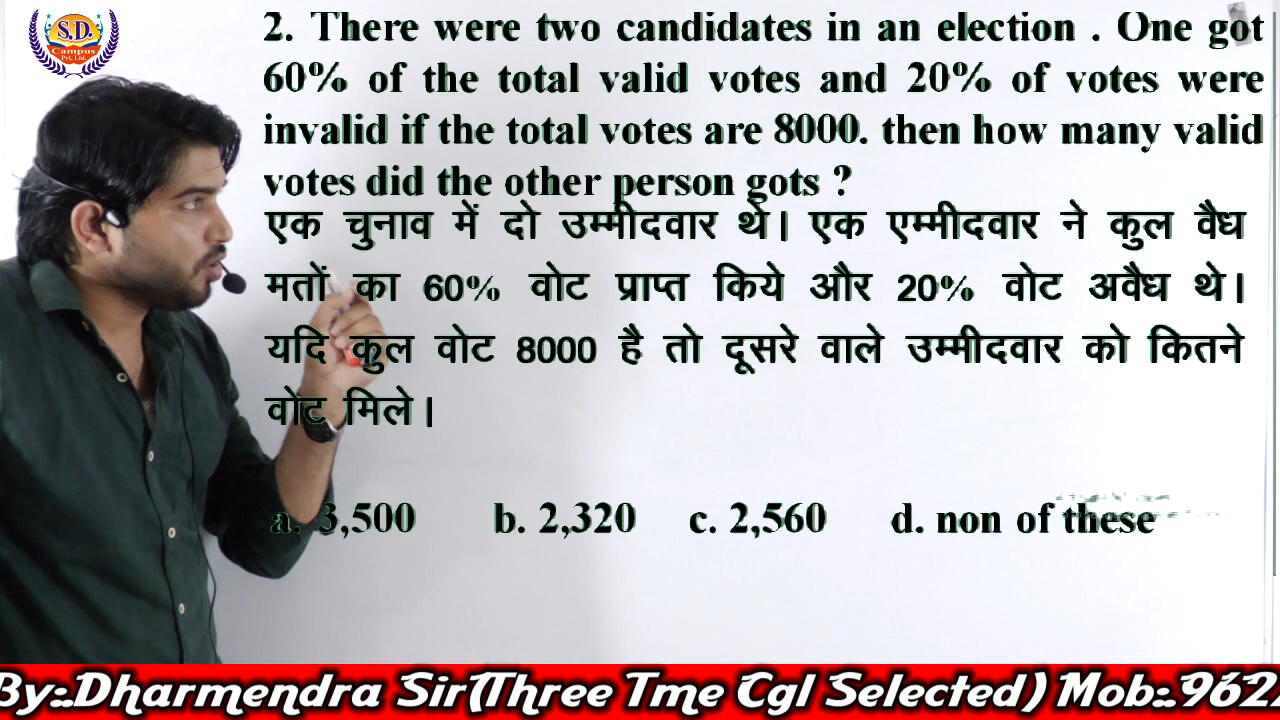 S.D.
Campus
Pvt. Ltd.
2. There were two candidates in an election . One got
60% of the total valid votes and 20% of votes were
invalid if the total votes are 8000. then how many valid
votes did the other person gots ?
एक चुनाव में दो उम्मीदवार थे। एक एम्मीदवार ने कुल वैध
मतों का 60% वोट प्राप्त किये और 20% वोट अवैध थे।
यदि कुल वोट 8000 है तो दूसरे वाले उम्मीदवार को कितने
वोट मिले।
a. 3,500 b. 2,320 c. 2,560 d. non of these
By:.Dharmendra Sir(Three Tme Cgl Selected) Mob:.962